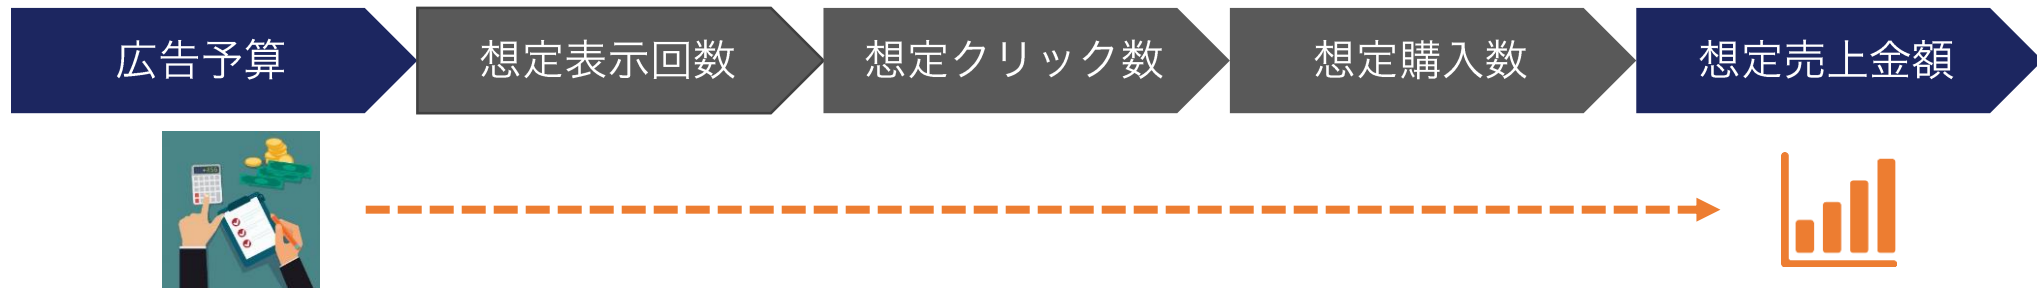 広告予算
想定表示回数
想定クリック数
想定購入数
想定売上金額